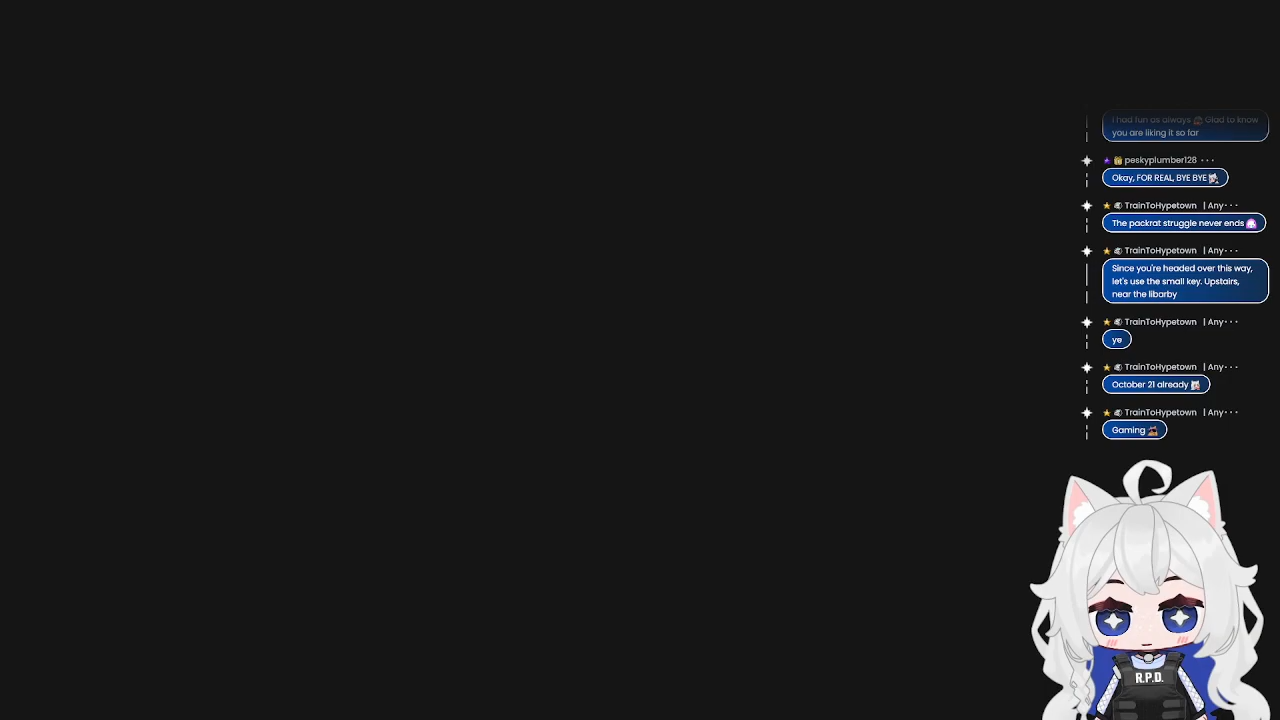 I had fun as always Glad to know
you are liking it so far
peskyplumber128 ···
Okay, FOR REAL, BYE BYE
TrainToHypetown | Any···
The packrat struggle never ends
TrainToHypetown | Any···
Since you're headed over this way,
let's use the small key. Upstairs,
near the libarby
TrainToHypetown | Any···
ye
TrainToHypetown | Any···
October 21 already
TrainToHypetown | Any···
Gaming
R.P.D.